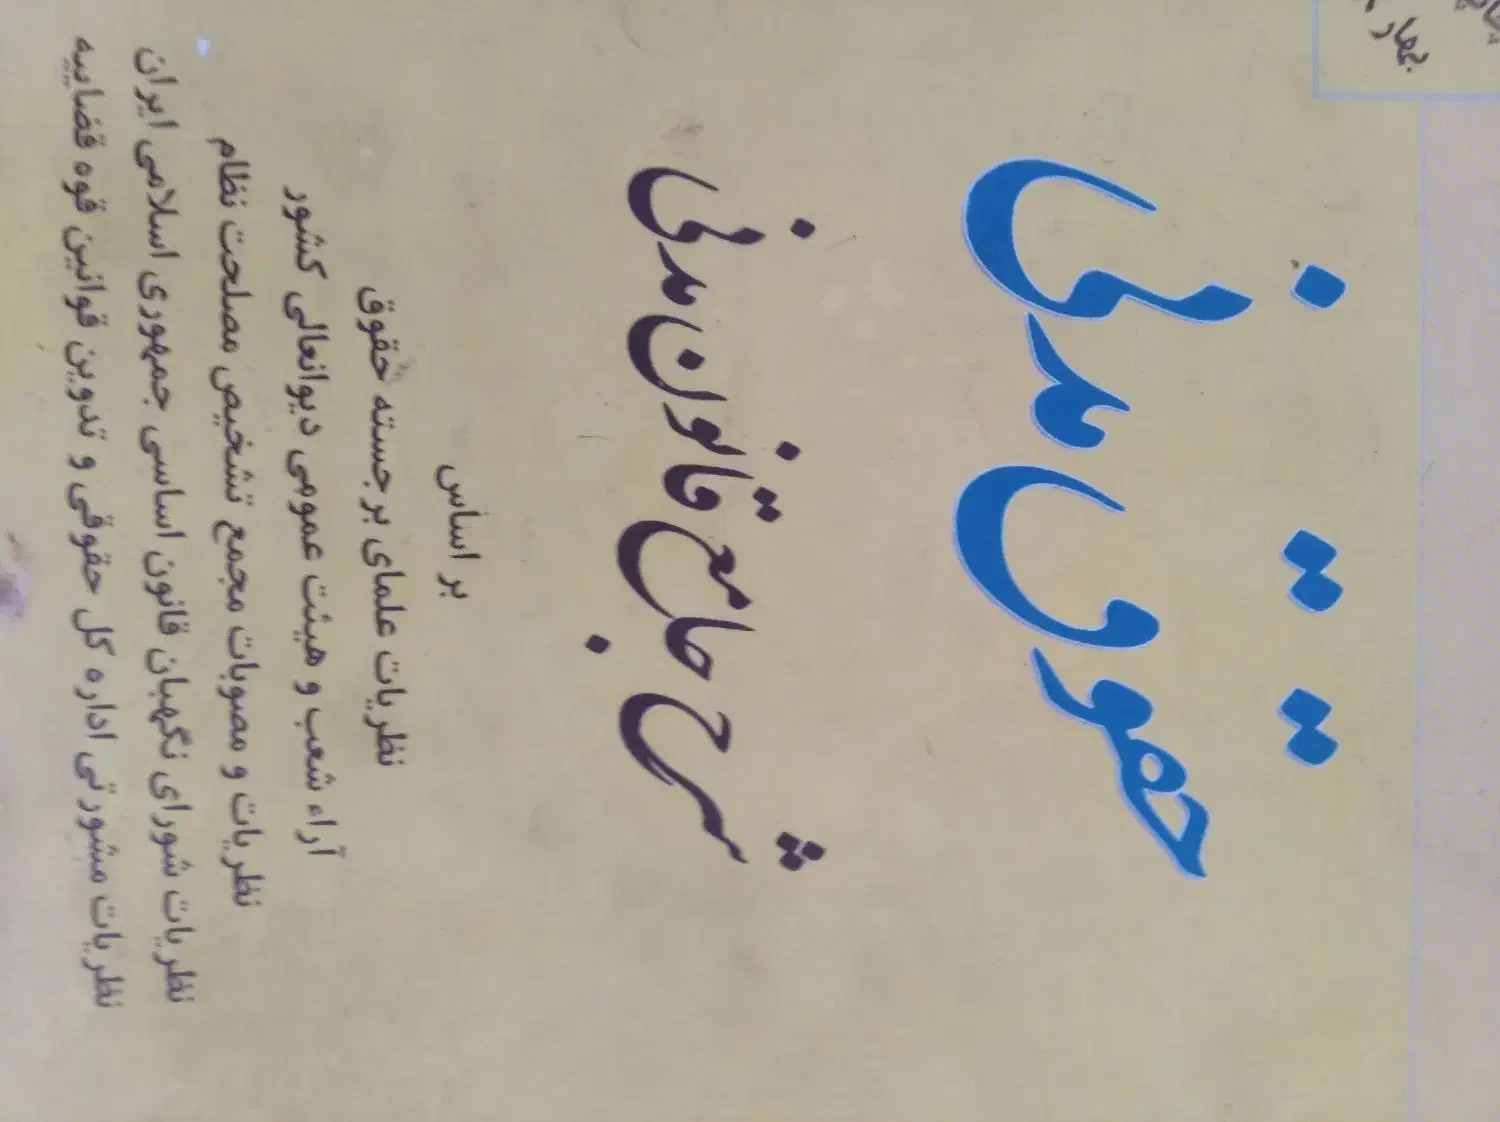 حقوق مدنی
شرح جامع قانون مدنی
بر اساس
نظریات علمای برجسته حقوق
آراء شعب و هیئت عمومی دیوانعالی کشور
نظریات و مصوبات مجمع تشخیص مصلحت نظام
نظریات شورای نگهبان قانون اساسی جمهوری اسلامی ایران
نظریات مشورتی اداره کل حقوقی و تدوین قوانین قوه قضاییه